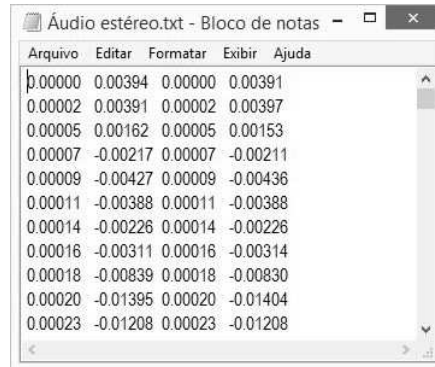 Áudio estéreo.txt - Bloco de notas
Arquivo Editar Formatar Exibir Ajuda
0.00000 0.00394 0.00000 0.00391
0.00002 0.00391 0.00002 0.00397
0.00005 0.00162 0.00005 0.00153
0.00007 -0.00217 0.00007 -0.00211
0.00009 -0.00427 0.00009 -0.00436
0.00011 -0.00388 0.00011 -0.00388
0.00014 -0.00226 0.00014 -0.00226
0.00016 -0.00311 0.00016 -0.00314
0.00018 -0.00839 0.00018 -0.00830
0.00020 -0.01395 0.00020 -0.01404
0.00023 -0.01208 0.00023 -0.01208